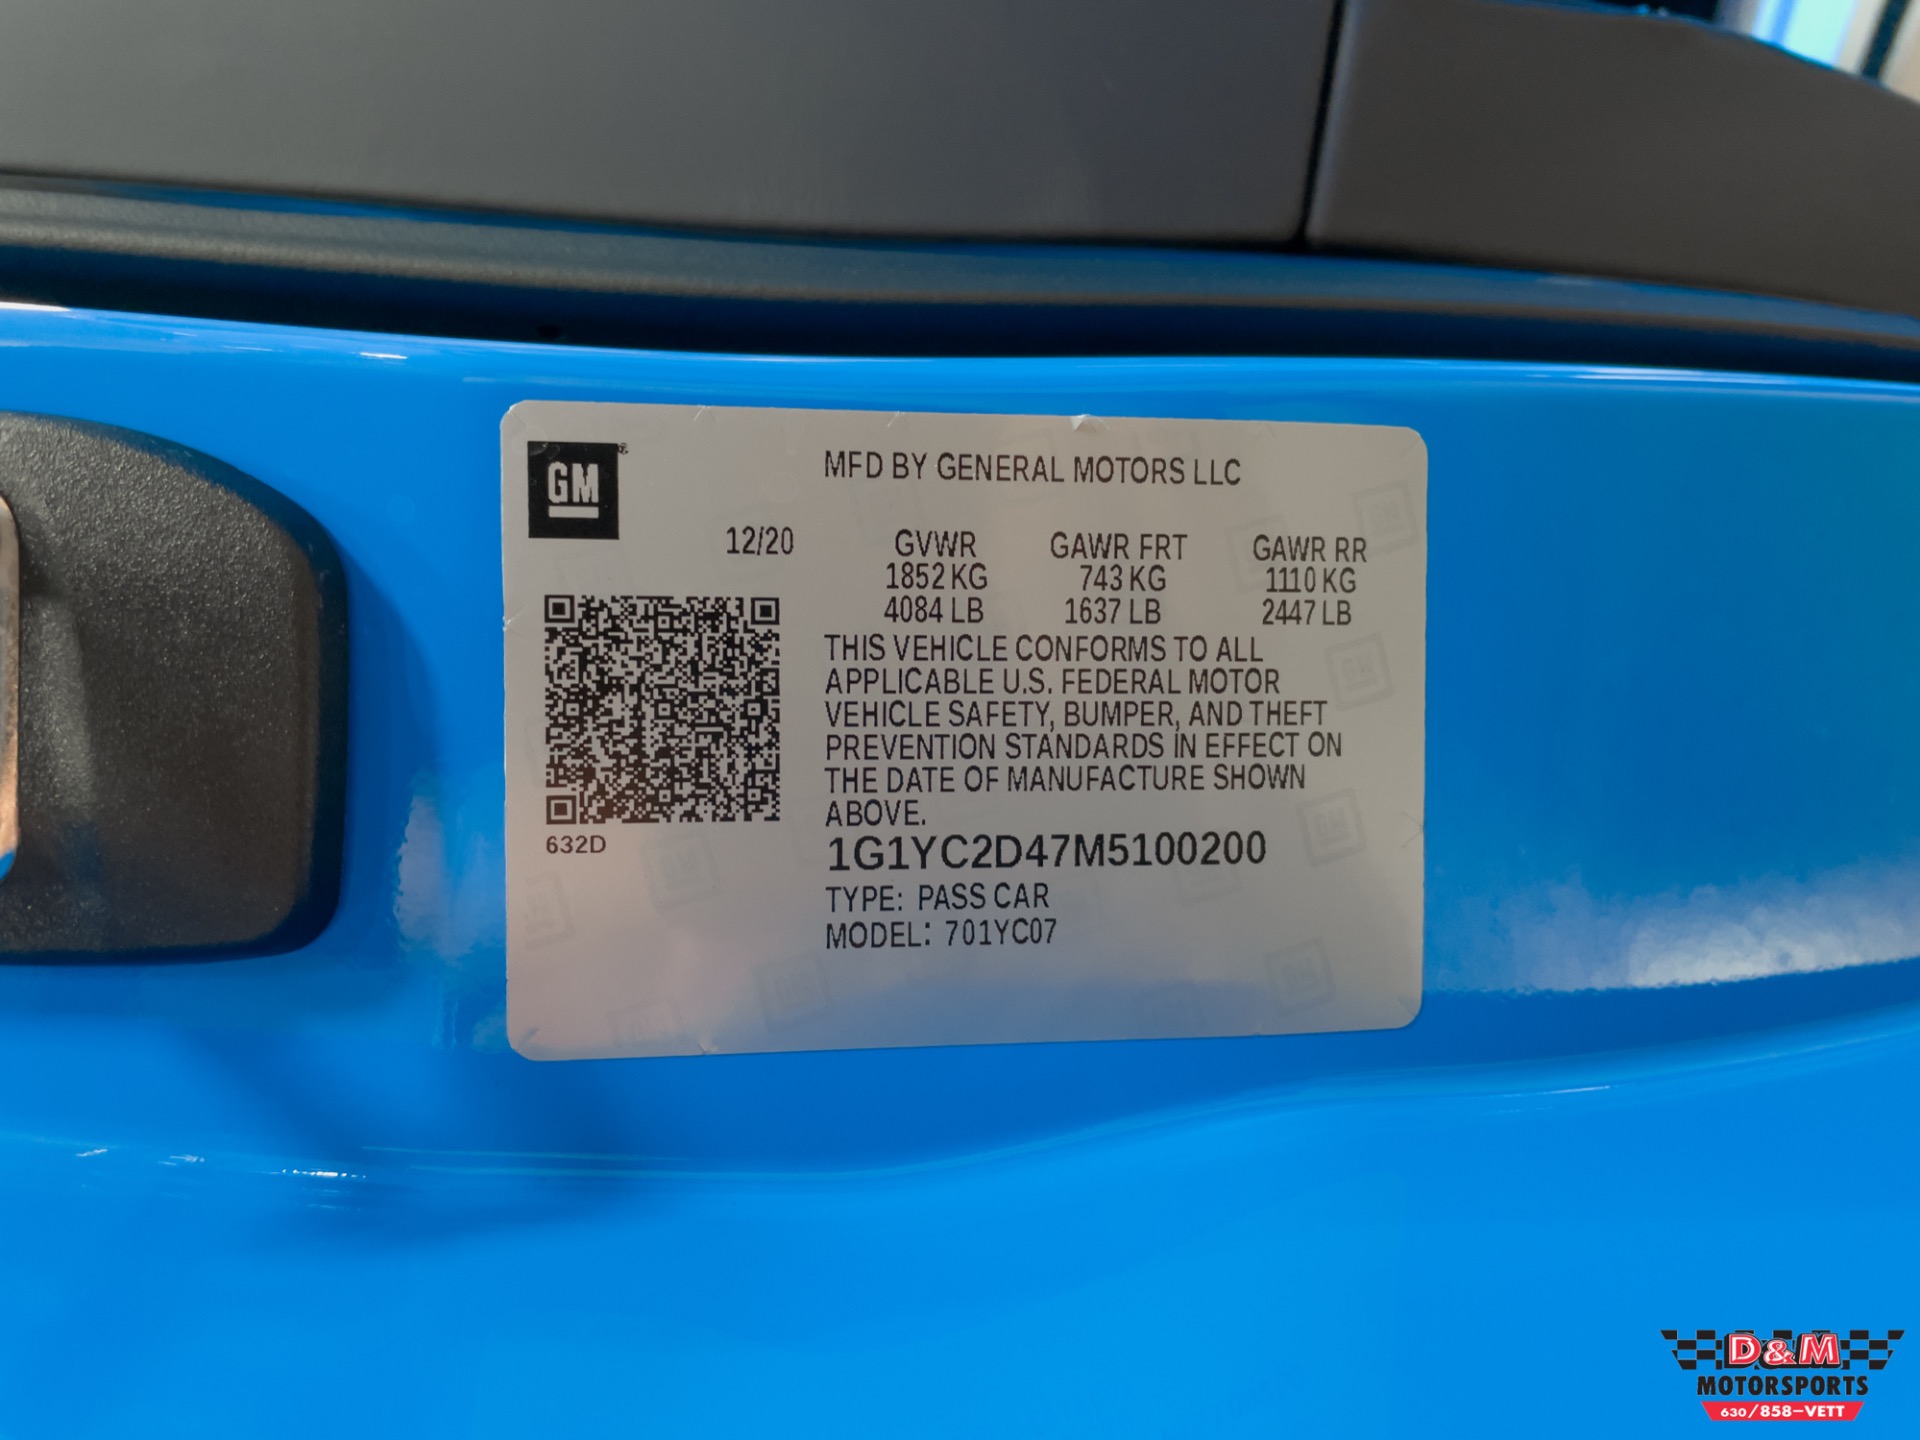 GM
MFD BY GENERAL MOTORS LLC
12/20 GVWR GAWR FRT GAWR RR
1852 KG 743 KG 1110 KG
4084 LB 1637 LB 2447 LB
THIS VEHICLE CONFORMS TO ALL
APPLICABLE U.S. FEDERAL MOTOR
VEHICLE SAFETY, BUMPER, AND THEFT
PREVENTION STANDARDS IN EFFECT ON
THE DATE OF MANUFACTURE SHOWN
ABOVE.
632D
1G1YC2D47M5100200
TYPE: PASS CAR
MODEL: 701YC07
D&M
MOTORSPORTS
630/858-VETT